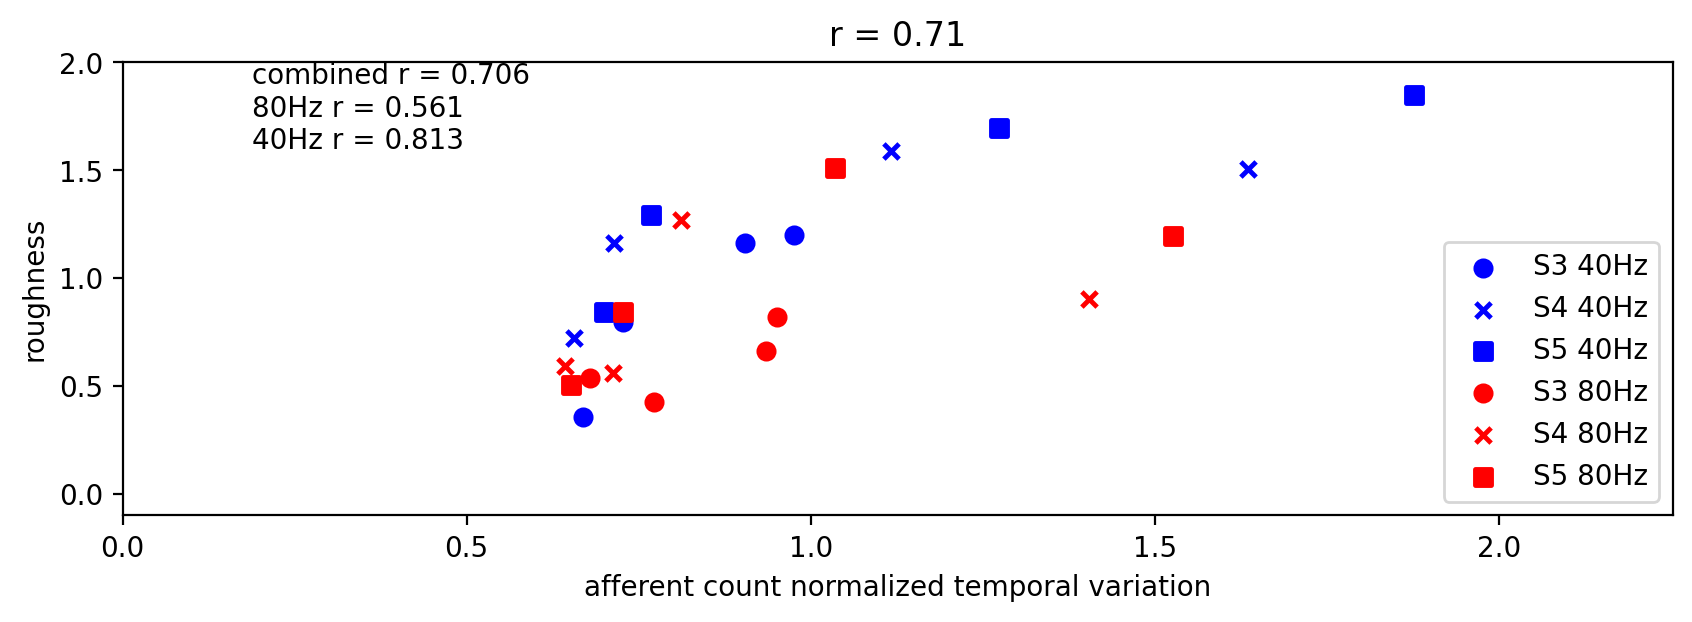 r = 0.71
combined r = 0.706
80Hz r = 0.561
40Hz r = 0.813
2.0
1.5
1.0
0.5
0.0
roughness
S3 40Hz
S4 40Hz
S5 40Hz
S3 80Hz
S4 80Hz
S5 80Hz
0.0 0.5 1.0 1.5 2.0
afferent count normalized temporal variation